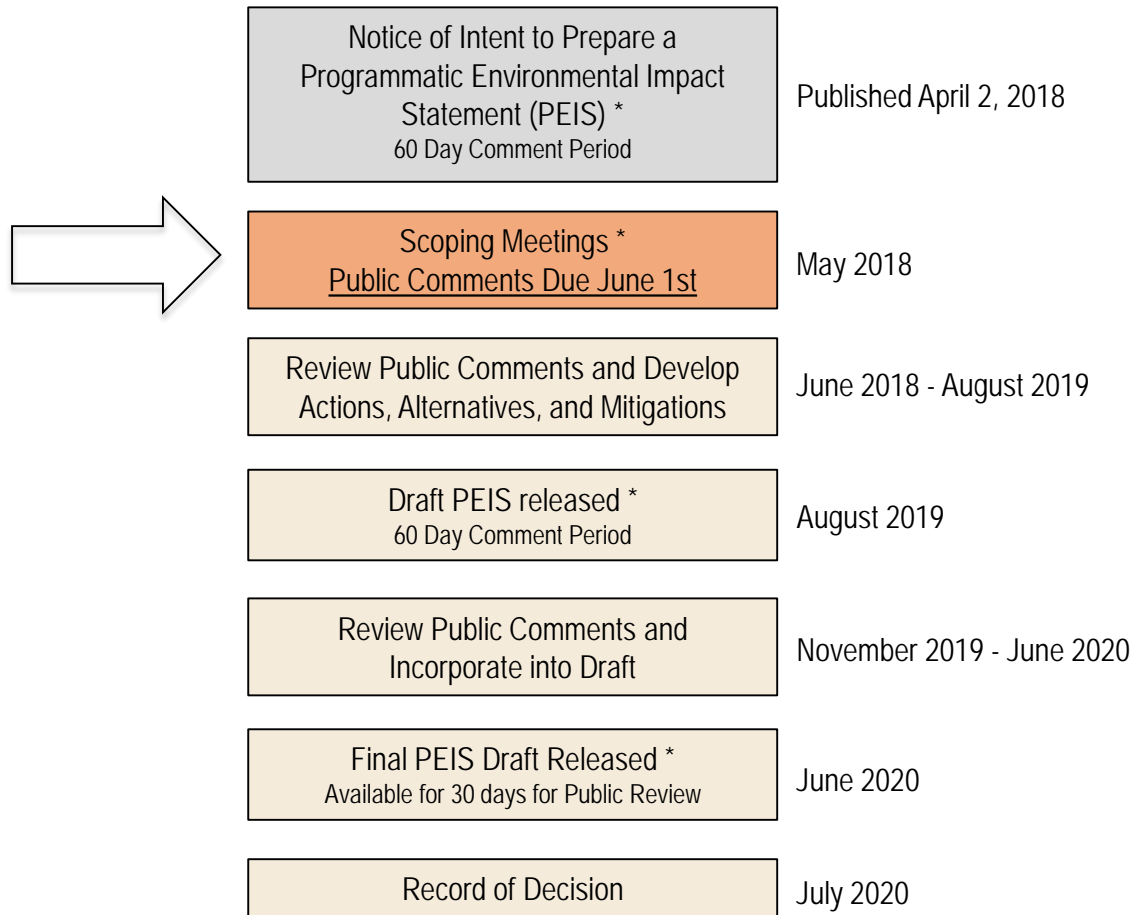 Notice of Intent to Prepare a
Programmatic Environmental Impact
Statement (PEIS) *
60 Day Comment Period
Published April 2, 2018
Scoping Meetings *
Public Comments Due June 1st
May 2018
Review Public Comments and Develop
Actions, Alternatives, and Mitigations
June 2018 - August 2019
Draft PEIS released *
60 Day Comment Period
August 2019
Review Public Comments and
Incorporate into Draft
November 2019 - June 2020
Final PEIS Draft Released *
Available for 30 days for Public Review
June 2020
Record of Decision
July 2020